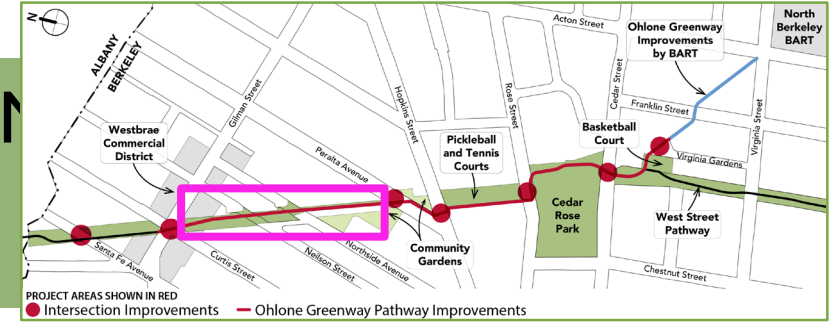 N
N
ALBANY
BERKELEY
Westbrae
Commercial
District
Gilman Street
Peralta Avenue
Hopkins Street
Rose Street
Acton Street
Cedar Street
Ohlone Greenway
Improvements
by BART
North
Berkeley
BART
Franklin Street
Virginia Street
Virginia Gardens
Basketball
Court
Pickleball
and Tennis
Courts
Cedar
Rose
Park
West Street
Pathway
Community
Gardens
Chestnut Street
Santa Fe Avenue
Curtis Street
Neilson Street
Northside Avenue
PROJECT AREAS SHOWN IN RED
Intersection Improvements
Ohlone Greenway Pathway Improvements